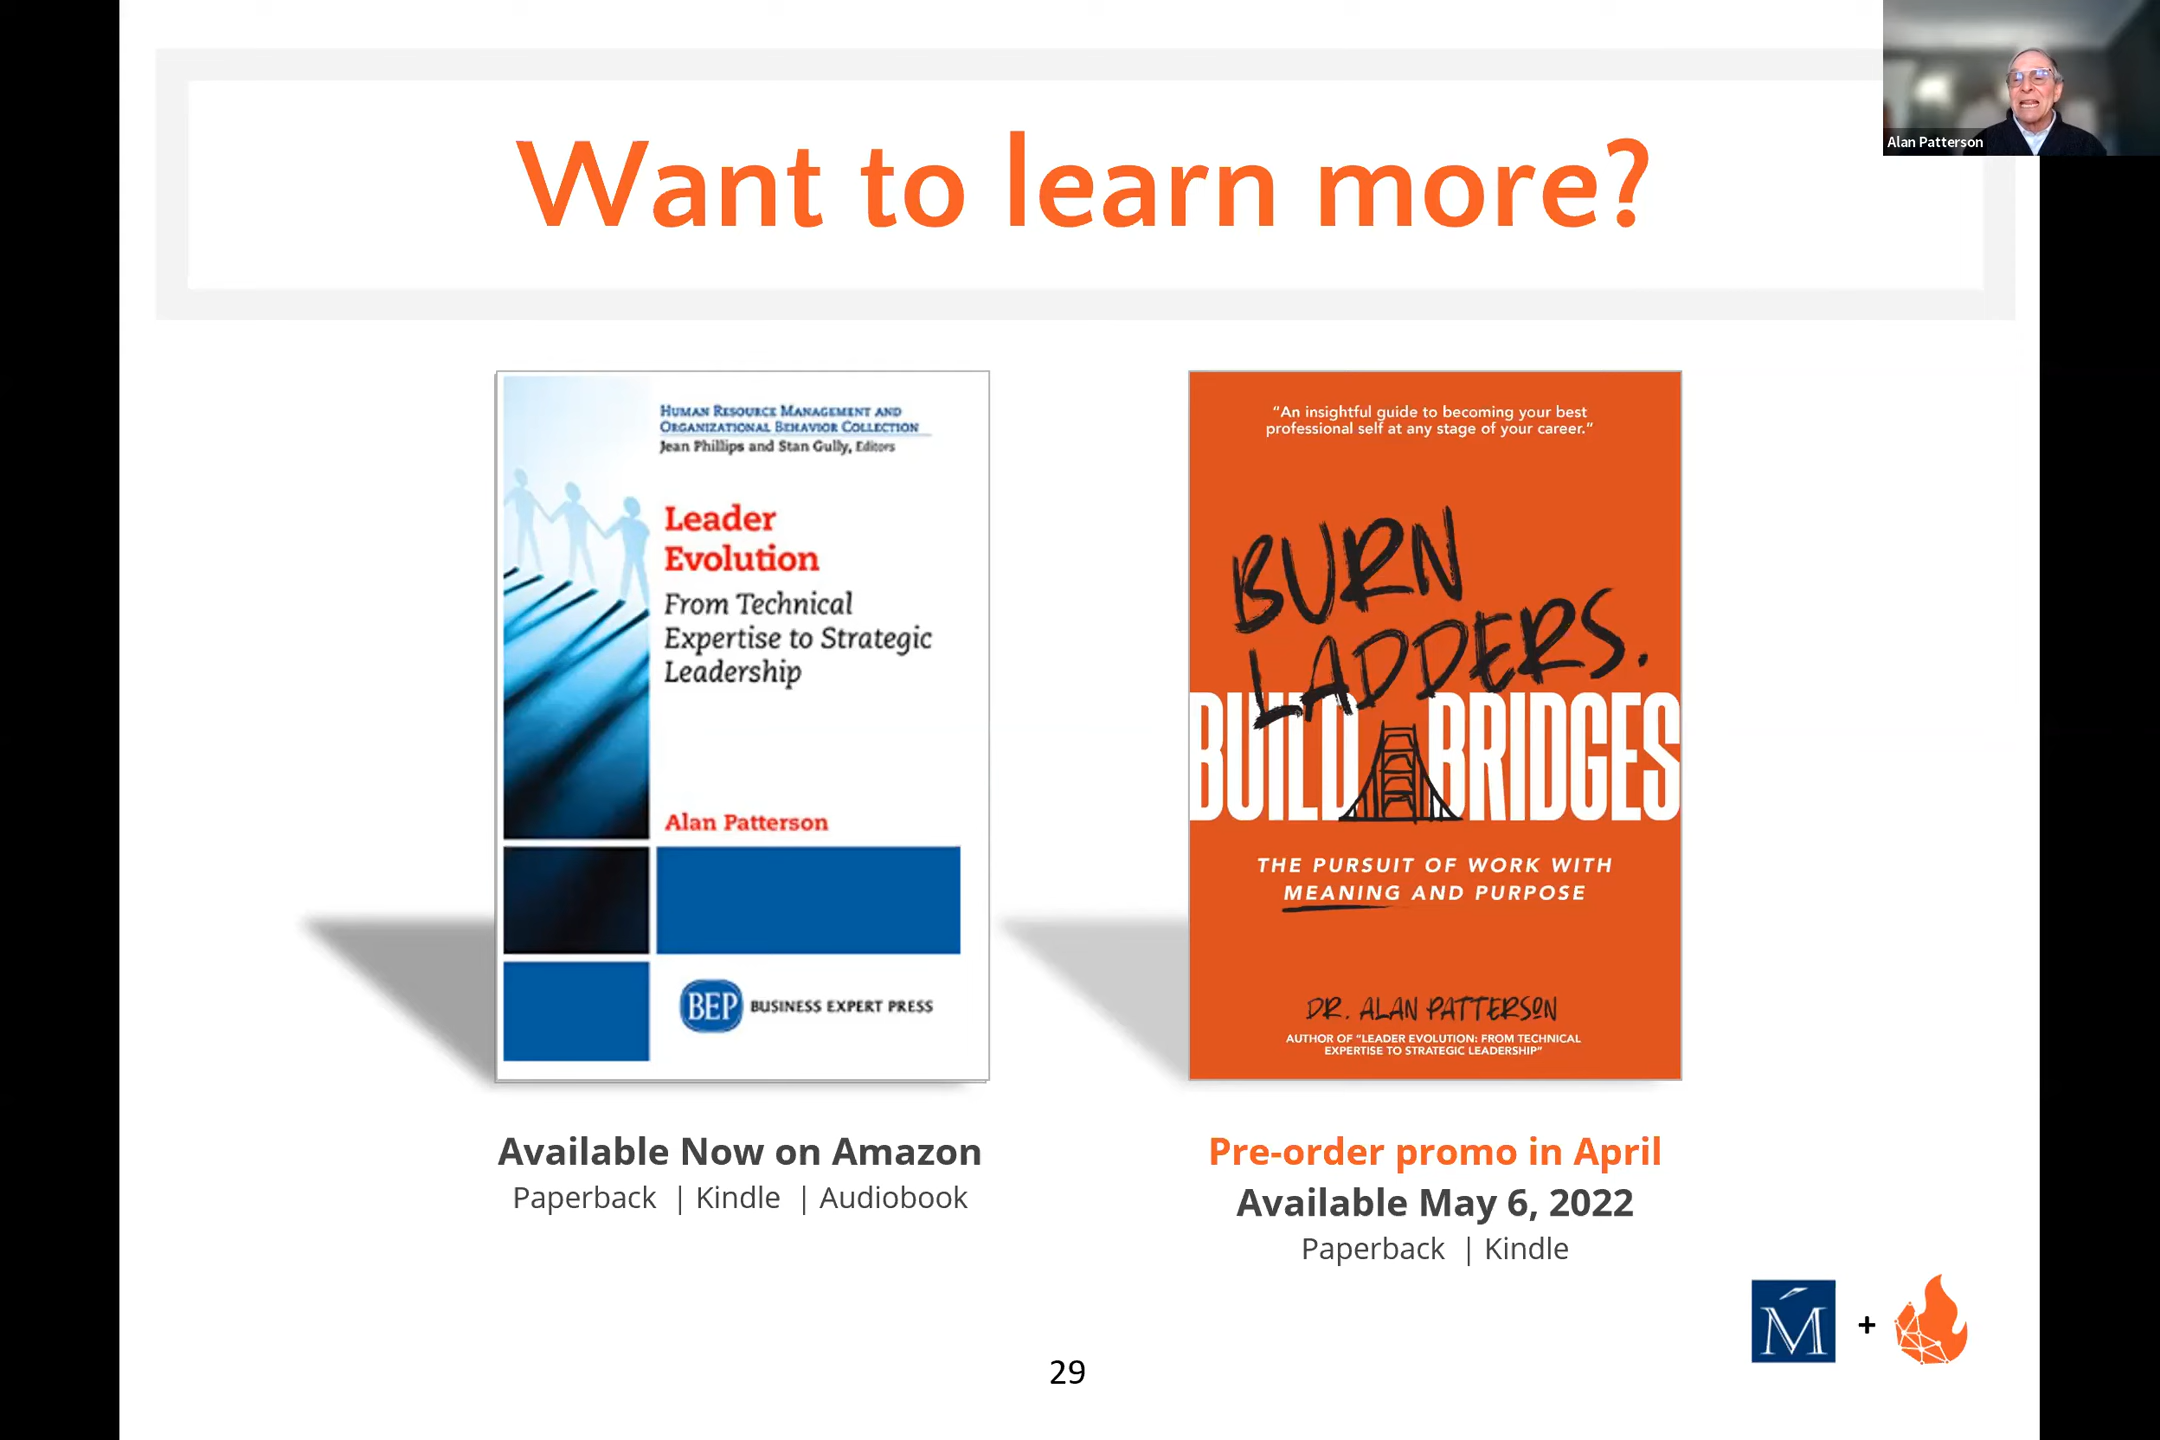 Want to learn more?
Alan Patterson
HUMAN RESOURCE MANAGEMENT AND
ORGANIZATIONAL BEHAVIOR COLLECTION
Jean Phillips and Stan Gully, Editors
Leader
Evolution
From Technical
Expertise to Strategic
Leadership
Alan Patterson
BEP BUSINESS EXPERT PRESS
Available Now on Amazon
Paperback | Kindle | Audiobook
"An insightful guide to becoming your best
professional self at any stage of your career."
BURN
LADDERS.
BUILD BRIDGES
THE PURSUIT OF WORK WITH
MEANING AND PURPOSE
DR. ALAN PATTERSON
AUTHOR OF "LEADER EVOLUTION: FROM TECHNICAL
EXPERTISE TO STRATEGIC LEADERSHIP"
Pre-order promo in April
Available May 6, 2022
Paperback | Kindle
M +
29